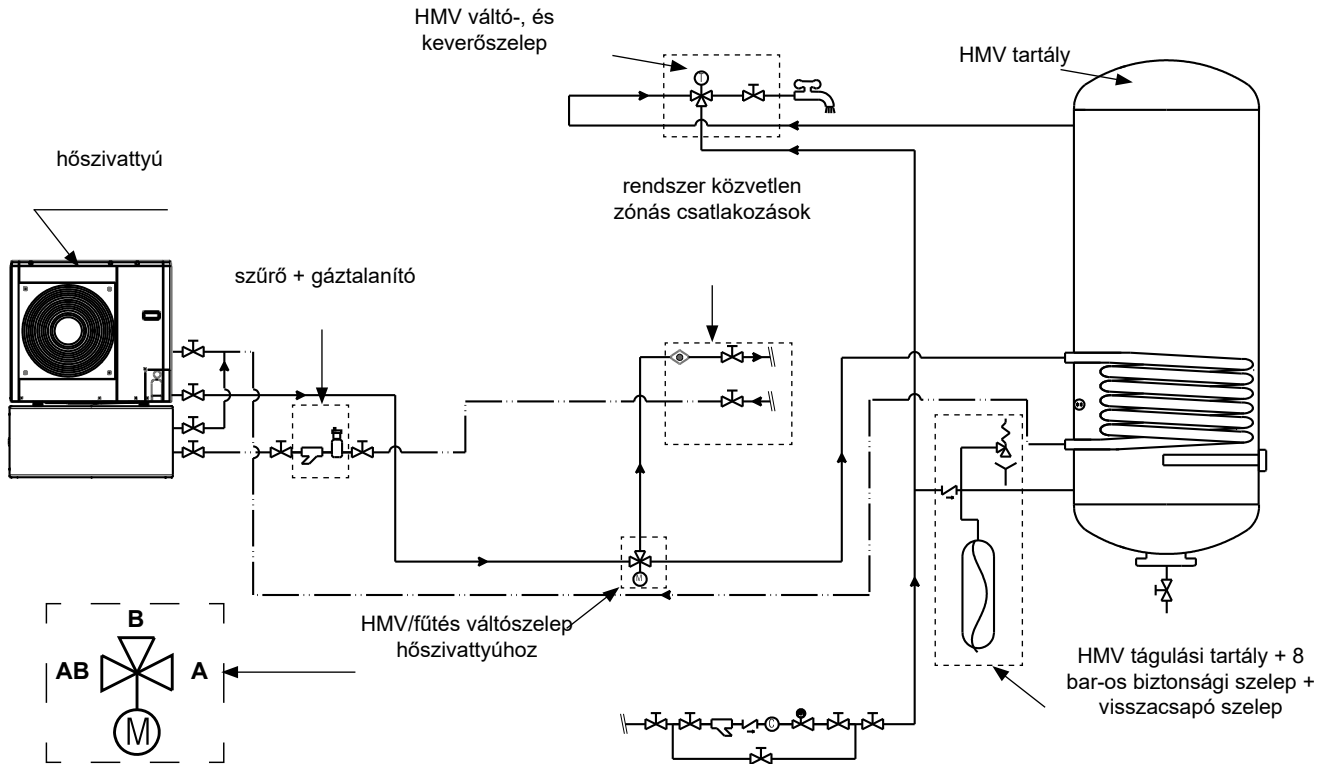 HMV váltó-, és
keverőszelep
HMV tartály
T
hőszivattyú
rendszer közvetlen
zónás csatlakozások
szűrő + gáztalanító
M
HMV/fűtés váltószelep
hőszivattyúhoz
B
AB
A
M
HMV tágulási tartály + 8
bar-os biztonsági szelep +
visszacsapó szelep
C